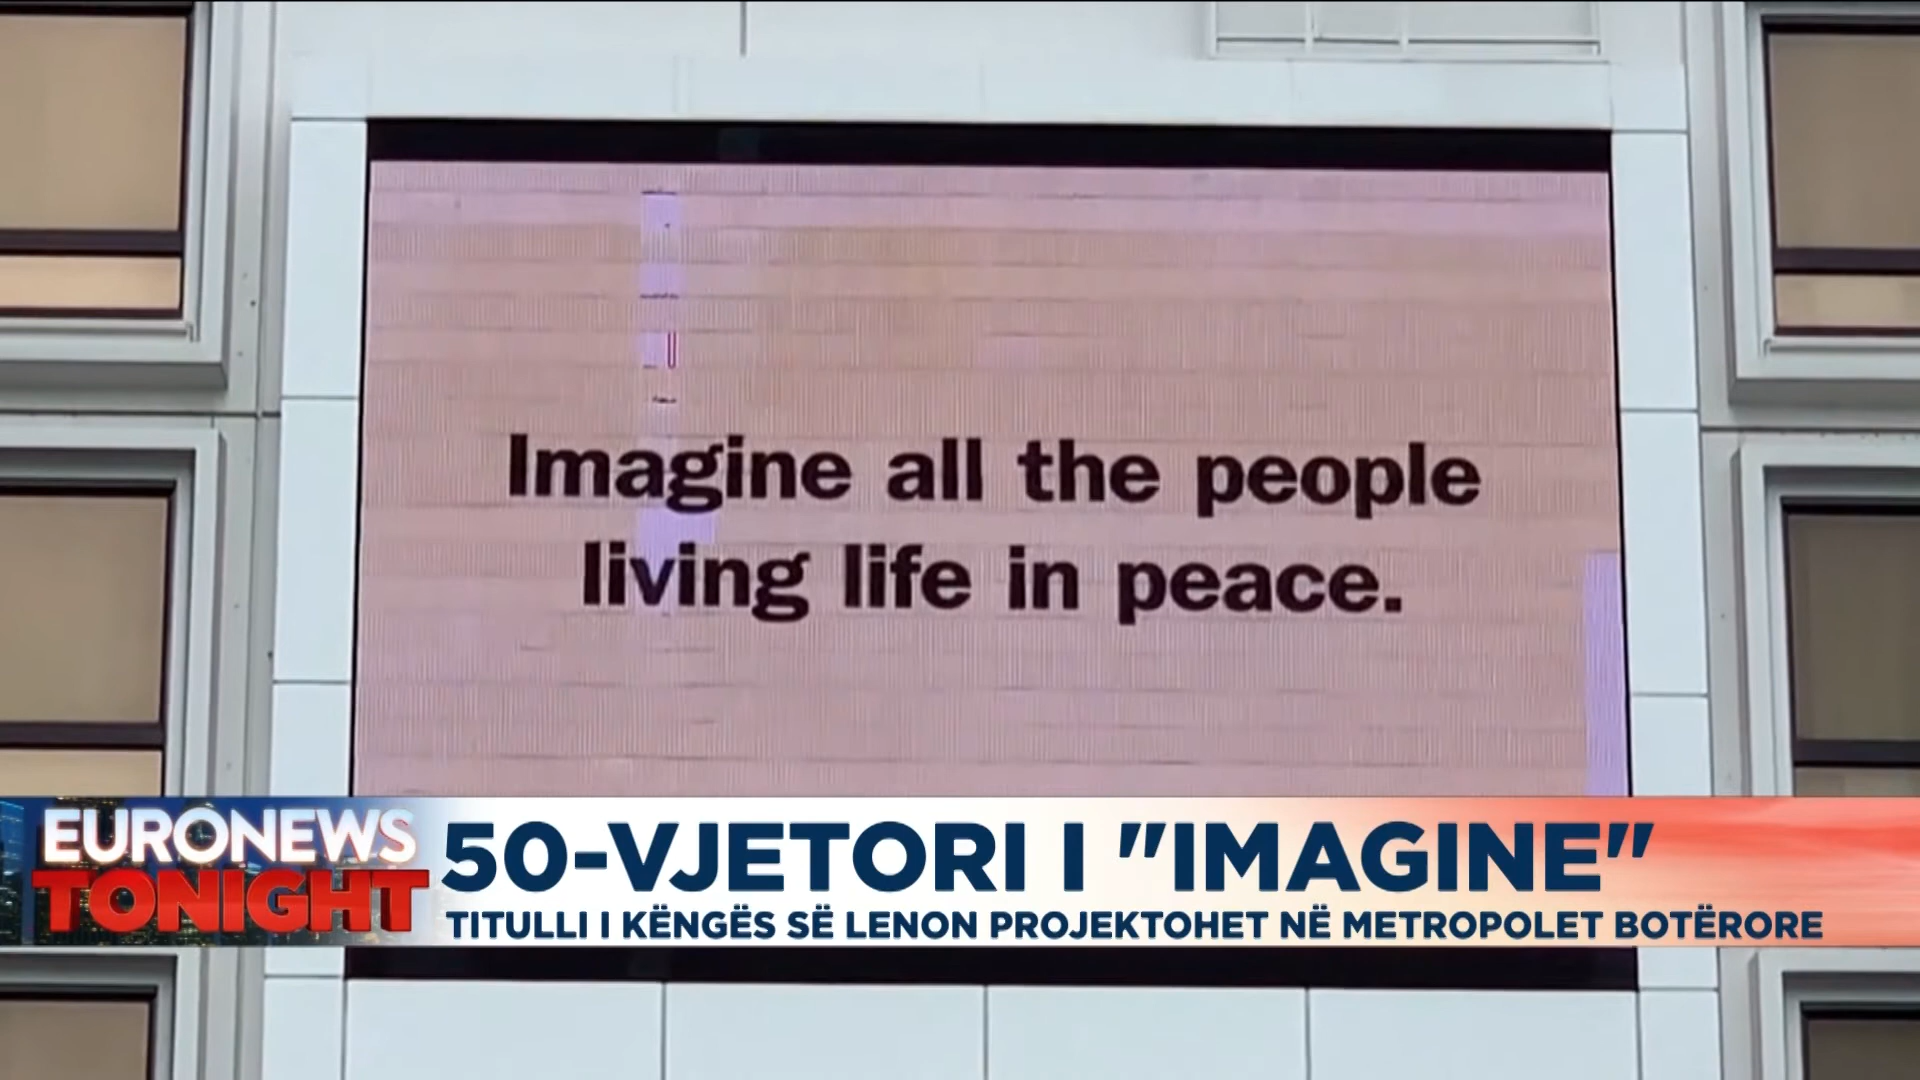 Imagine all the people
living life in peace.
EURONEWS
TONIGHT
50-VJETORI I "IMAGINE"
TITULLI I KËNGËS SË LENON PROJEKTOHET NË METROPOLET BOTËRORE